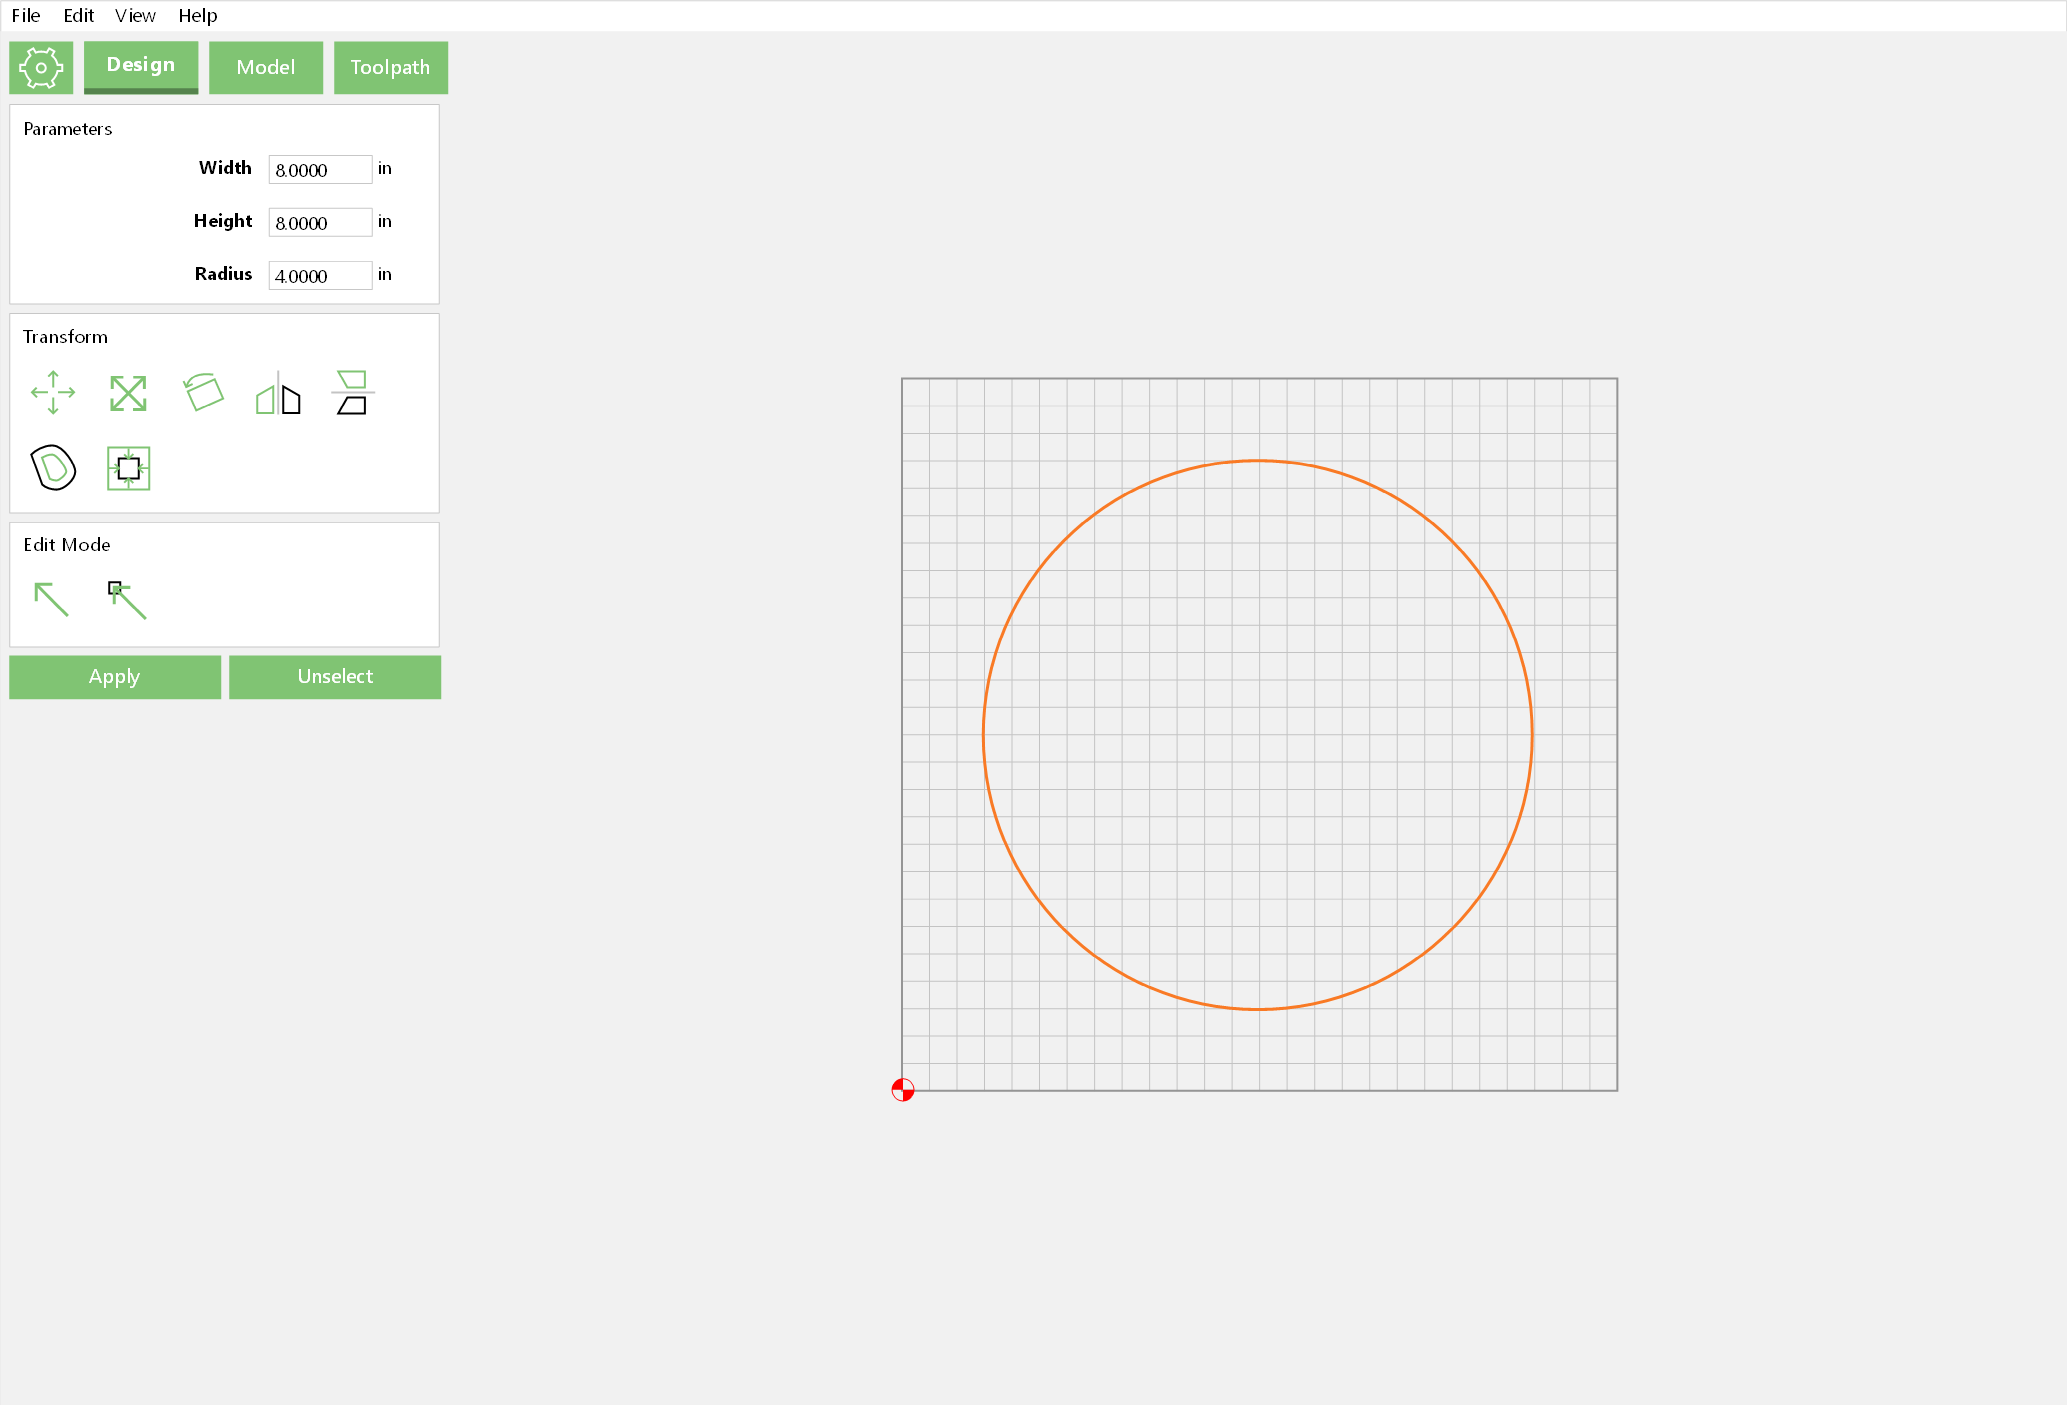 File Edit View Help
Design Model Toolpath
Parameters
Width 8.0000 in
Height 8.0000 in
Radius 4.0000 in
Transform
Edit Mode
Apply Unselect